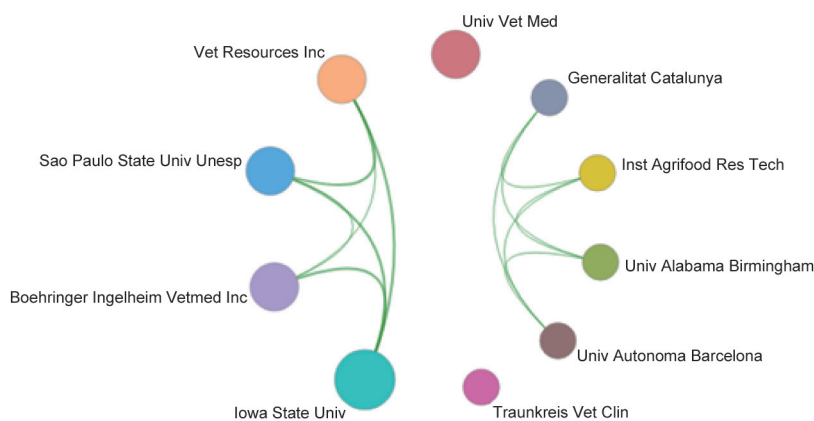 Univ Vet Med
Vet Resources Inc
Generalitat Catalunya
Sao Paulo State Univ Unesp
Inst Agrifood Res Tech
Univ Alabama Birmingham
Boehringer Ingelheim Vetmed Inc
Univ Autonoma Barcelona
Iowa State Univ
Traunkreis Vet Clin